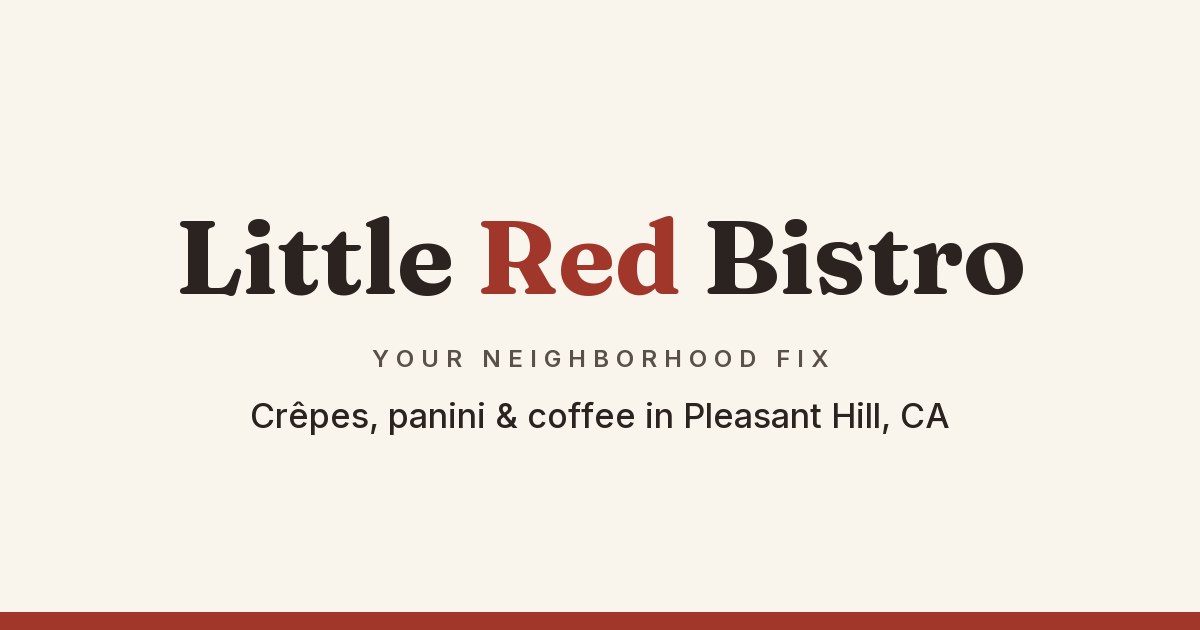 Little Red Bistro
YOUR NEIGHBORHOOD FIX
Crêpes, panini & coffee in Pleasant Hill, CA